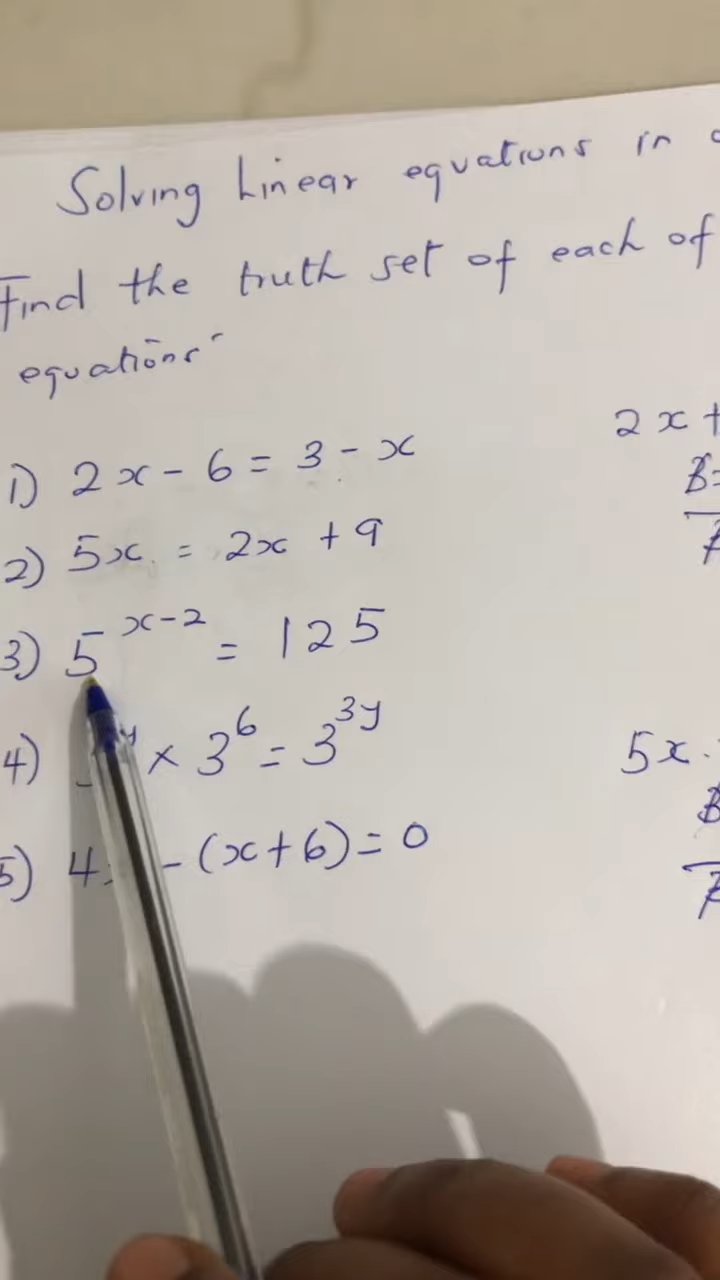 Solving Linear equations in
Find the truth set of each of
equations
1) 2x - 6 = 3 - x
2) 5x = 2x + 9
3) 5^{x-2} = 125
4) ^{y} × 3^{6} = 3^{3y}
5) 4 - (x+6) = 0
2x +
5x